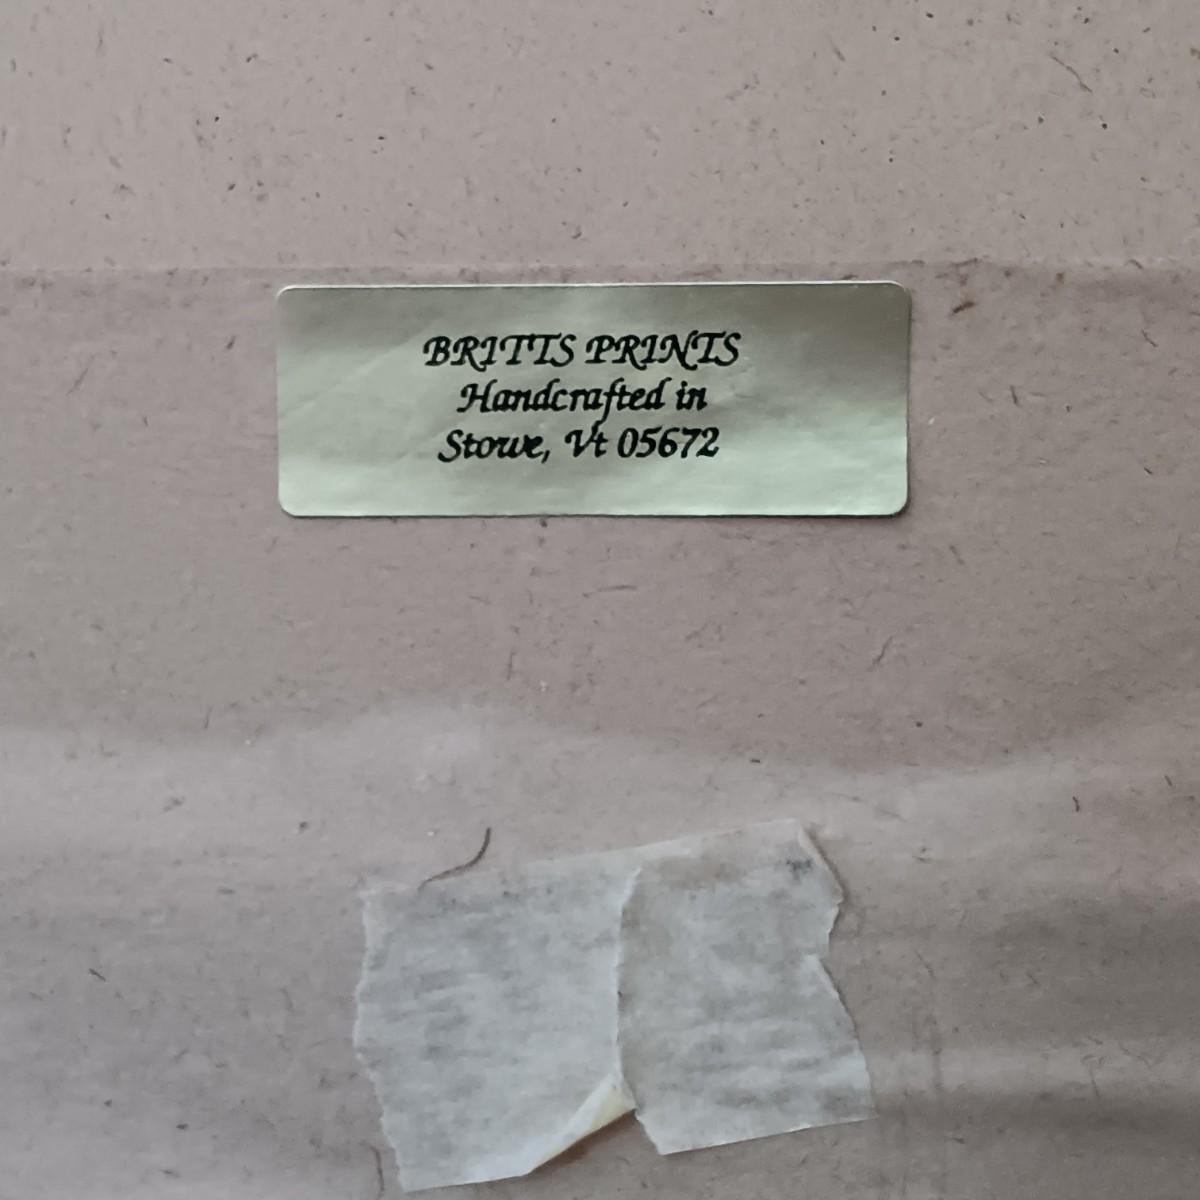 BRITTS PRINTS
Handcrafted in
Stowe, Vt 05672